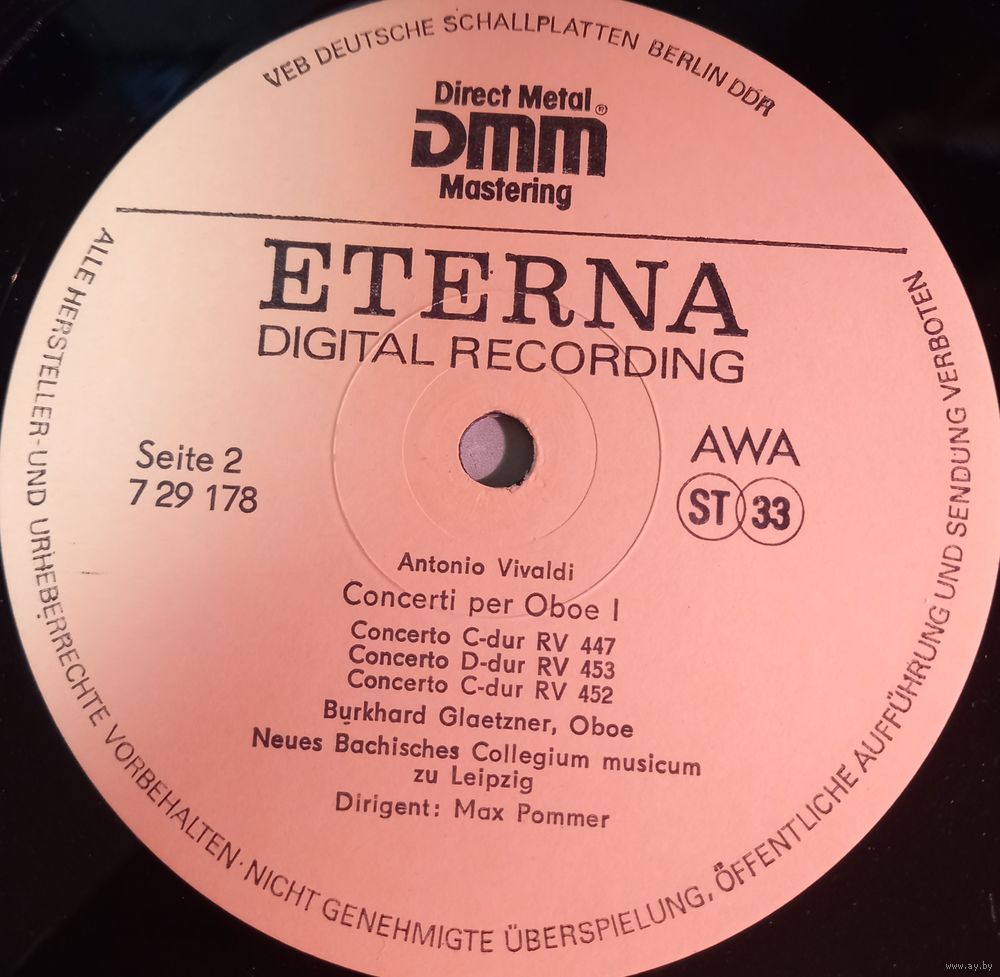 VEB DEUTSCHE SCHALLPLATTEN BERLIN DDR
Direct Metal
DMM®
Mastering
ETERNA
DIGITAL RECORDING
Seite 2
7 29 178
AWA
ST 33
Antonio Vivaldi
Concerti per Oboe I
Concerto C-dur RV 447
Concerto D-dur RV 453
Concerto C-dur RV 452
Burkhard Glaetzner, Oboe
Neues Bachisches Collegium musicum
zu Leipzig
Dirigent: Max Pommer
ALLE HERSTELLER-UND URHEBERRECHTE VORBEHALTEN · NICHT GENEHMIGTE ÜBERSPIELUNG, ÖFFENTLICHE AUFFÜHRUNG UND SENDUNG VERBOTEN
www.ay.by